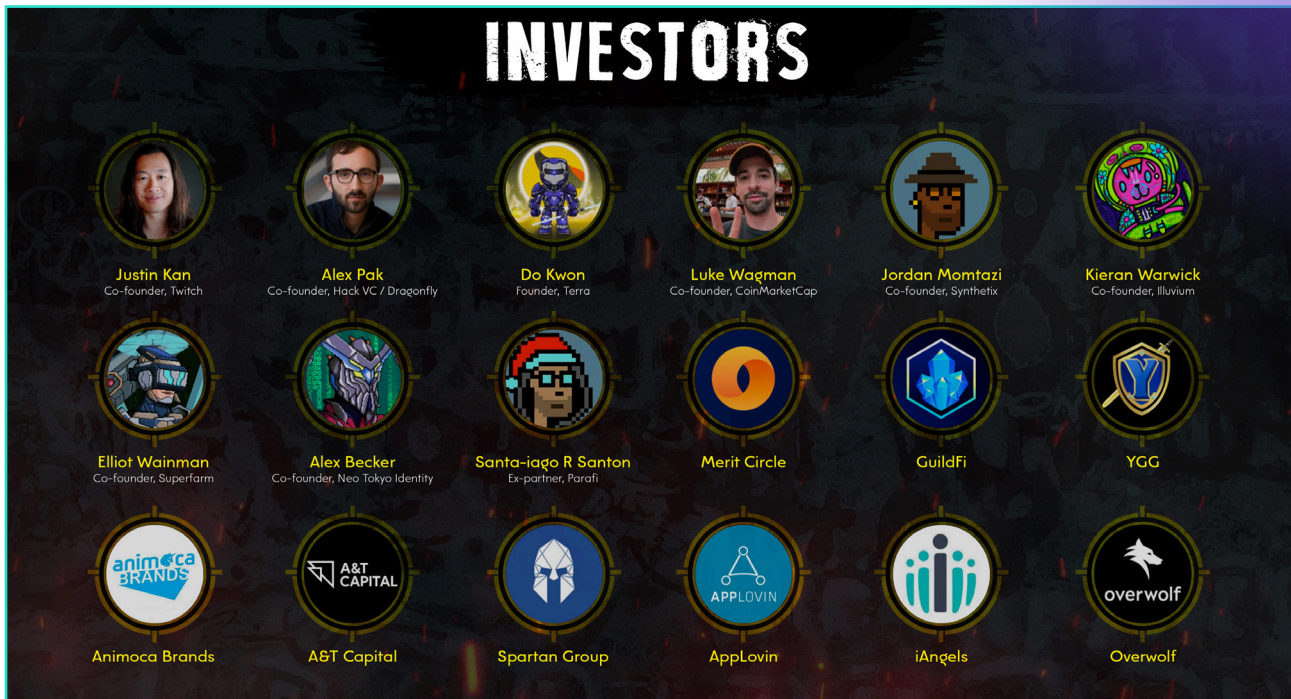 INVESTORS
Justin Kan
Co-founder, Twitch
Alex Pak
Co-founder, Hack VC / Dragonfly
Do Kwon
Founder, Terra
Luke Wagman
Co-founder, CoinMarketCap
Jordan Momtazi
Co-founder, Synthetix
Kieran Warwick
Co-founder, Illuvium
Elliot Wainman
Co-founder, Superfarm
Alex Becker
Co-founder, Neo Tokyo Identity
Santa-iago R Santon
Ex-partner, Parafi
Merit Circle
GuildFi
Y
YGG
animoca
BRANDS
Animoca Brands
A&T
CAPITAL
A&T Capital
Spartan Group
APPLOVIN
AppLovin
iAngels
overwolf
Overwolf